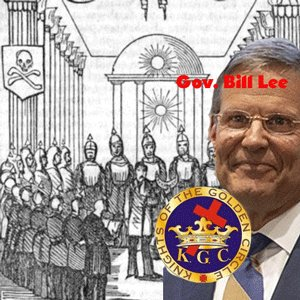 Gov. Bill Lee
KNIGHTS OF THE GOLDEN CIRCLE
KGC